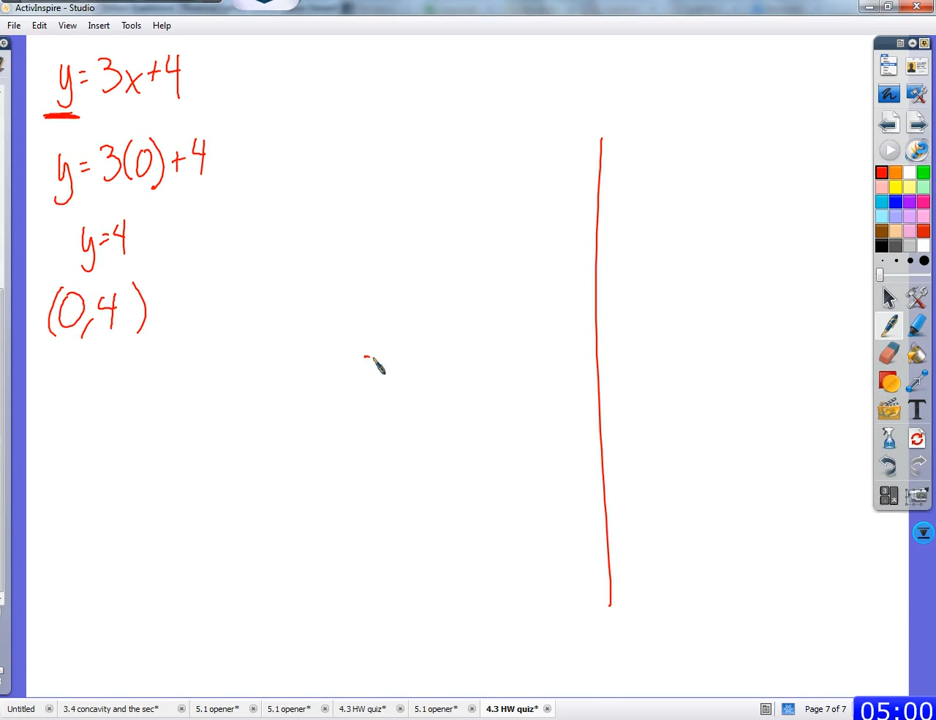 ActivInspire - Studio
File Edit View Insert Tools Help
y = 3x + 4
y = 3(0) + 4
y = 4
(0, 4)
Untitled 3.4 concavity and the sec* 5.1 opener* 5.1 opener* 4.3 HW quiz* 5.1 opener* 4.3 HW quiz* Page 7 of 7 05:00